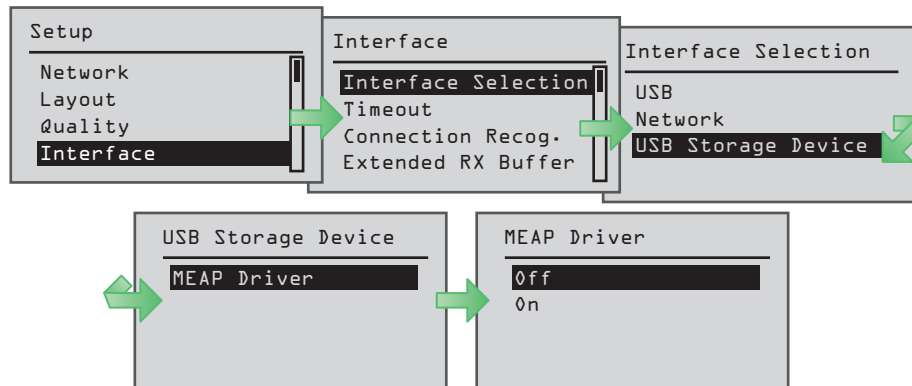 Setup
Network
Layout
Quality
Interface
Interface
Interface Selection
Timeout
Connection Recog.
Extended RX Buffer
Interface Selection
USB
Network
USB Storage Device
USB Storage Device
MEAP Driver
MEAP Driver
Off
On